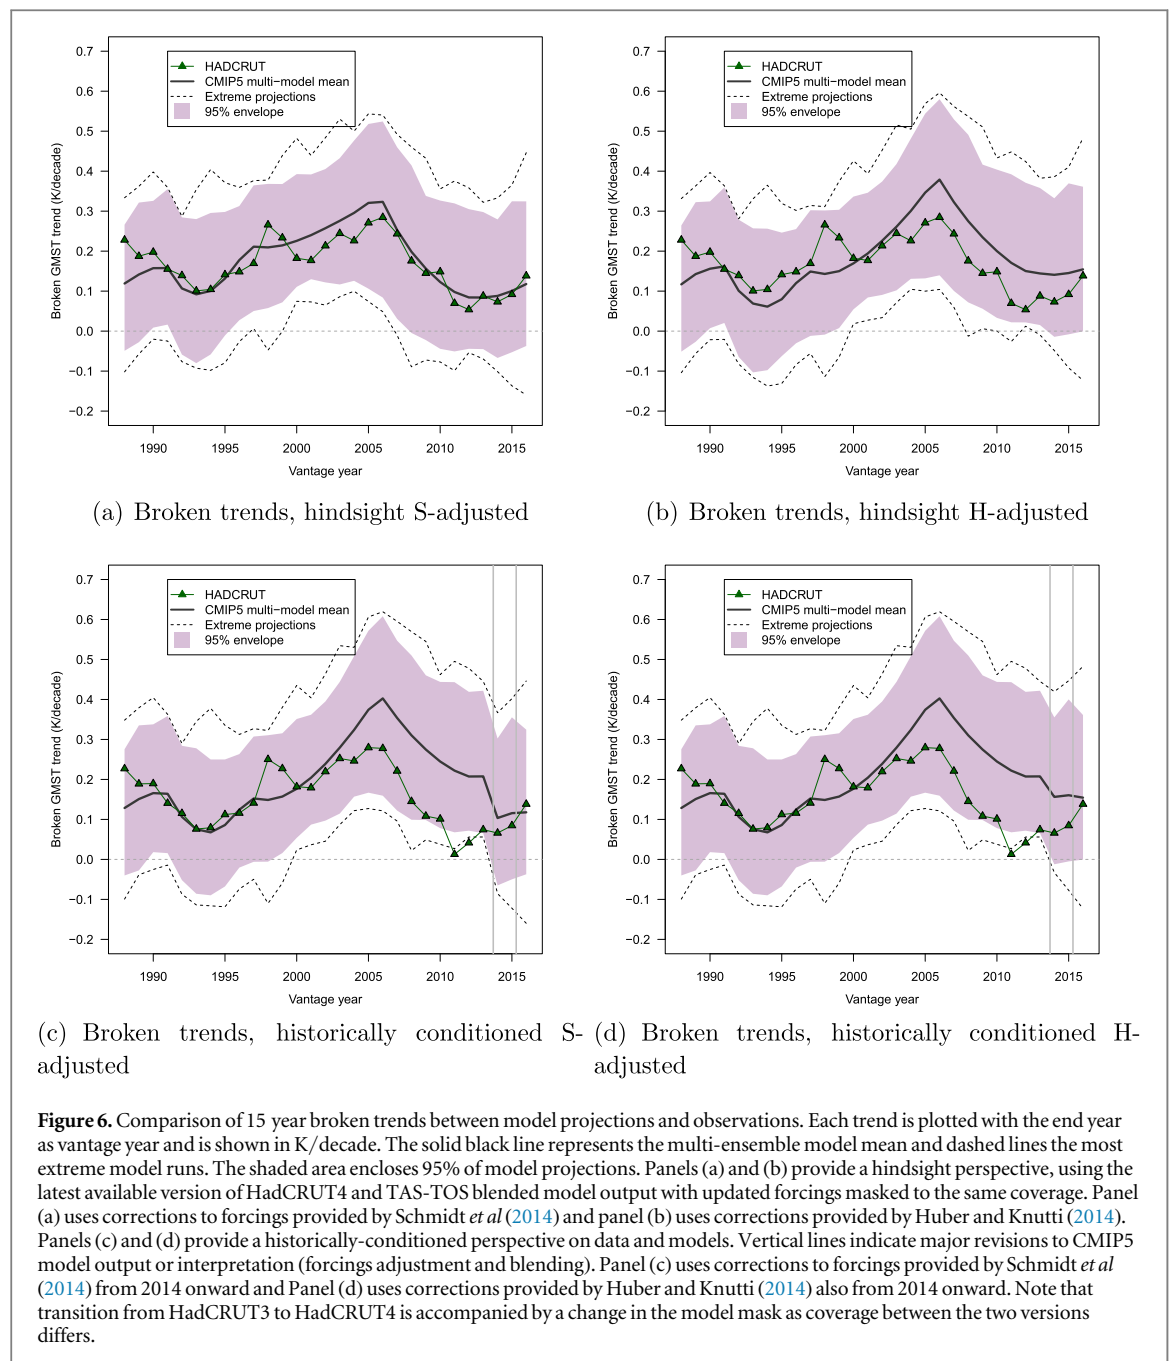 0.7
0.6
0.5
0.4
0.3
0.2
0.1
0.0
−0.1
−0.2
Broken GMST trend (K/decade)
HADCRUT
CMIP5 multi−model mean
Extreme projections
95% envelope
1990 1995 2000 2005 2010 2015
Vantage year
(a) Broken trends, hindsight S-adjusted
0.7
0.6
0.5
0.4
0.3
0.2
0.1
0.0
−0.1
−0.2
Broken GMST trend (K/decade)
HADCRUT
CMIP5 multi−model mean
Extreme projections
95% envelope
1990 1995 2000 2005 2010 2015
Vantage year
(b) Broken trends, hindsight H-adjusted
0.7
0.6
0.5
0.4
0.3
0.2
0.1
0.0
−0.1
−0.2
Broken GMST trend (K/decade)
HADCRUT
CMIP5 multi−model mean
Extreme projections
95% envelope
1990 1995 2000 2005 2010 2015
Vantage year
(c) Broken trends, historically conditioned S-
adjusted
0.7
0.6
0.5
0.4
0.3
0.2
0.1
0.0
−0.1
−0.2
Broken GMST trend (K/decade)
HADCRUT
CMIP5 multi−model mean
Extreme projections
95% envelope
1990 1995 2000 2005 2010 2015
Vantage year
(d) Broken trends, historically conditioned H-
adjusted
Figure 6. Comparison of 15 year broken trends between model projections and observations. Each trend is plotted with the end year
as vantage year and is shown in K/decade. The solid black line represents the multi-ensemble model mean and dashed lines the most
extreme model runs. The shaded area encloses 95% of model projections. Panels (a) and (b) provide a hindsight perspective, using the
latest available version of HadCRUT4 and TAS-TOS blended model output with updated forcings masked to the same coverage. Panel
(a) uses corrections to forcings provided by Schmidt et al (2014) and panel (b) uses corrections provided by Huber and Knutti (2014).
Panels (c) and (d) provide a historically-conditioned perspective on data and models. Vertical lines indicate major revisions to CMIP5
model output or interpretation (forcings adjustment and blending). Panel (c) uses corrections to forcings provided by Schmidt et al
(2014) from 2014 onward and Panel (d) uses corrections provided by Huber and Knutti (2014) also from 2014 onward. Note that
transition from HadCRUT3 to HadCRUT4 is accompanied by a change in the model mask as coverage between the two versions
differs.